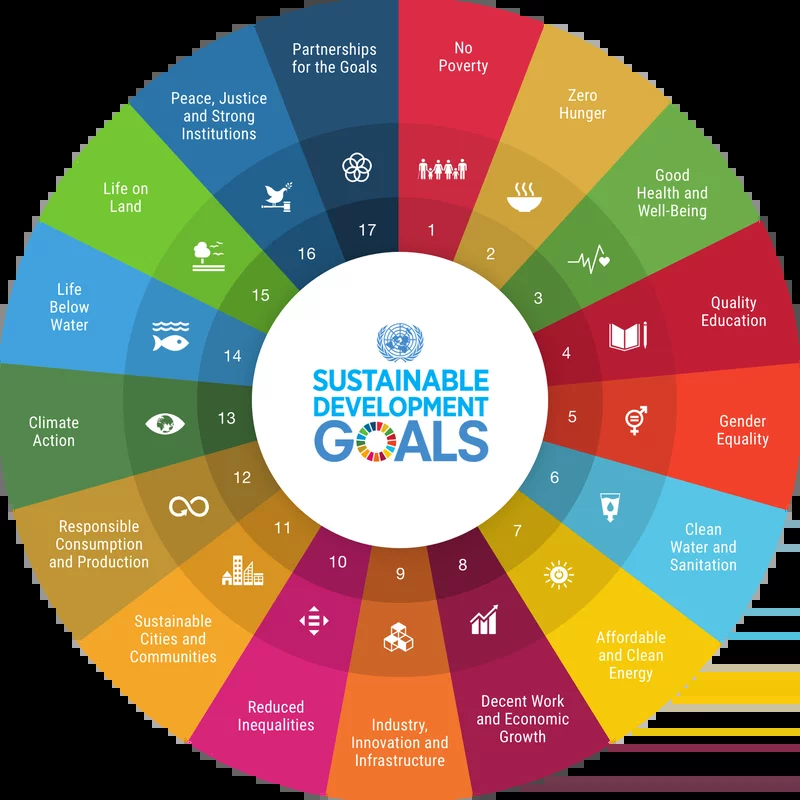 SUSTAINABLE
DEVELOPMENT
GOALS
No
Poverty
1
Zero
Hunger
2
Good
Health and
Well-Being
3
Quality
Education
4
Gender
Equality
5
Clean
Water and
Sanitation
6
Affordable
and Clean
Energy
7
Decent Work
and Economic
Growth
8
Industry,
Innovation and
Infrastructure
9
Reduced
Inequalities
10
Sustainable
Cities and
Communities
11
Responsible
Consumption
and Production
12
Climate
Action
13
Life
Below
Water
14
Life on
Land
15
Peace, Justice
and Strong
Institutions
16
Partnerships
for the Goals
17